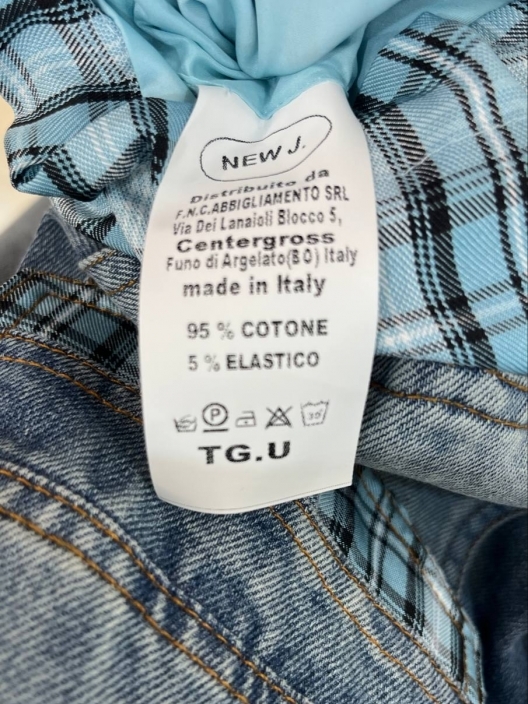 NEW J.
Distribuito da
F.N.C.ABBIGLIAMENTO SRL
Via Dei Lanaioli Blocco 5,
Centergross
Funo di Argelato(BO) Italy
made in Italy
95 % COTONE
5 % ELASTICO
P 30°
TG.U